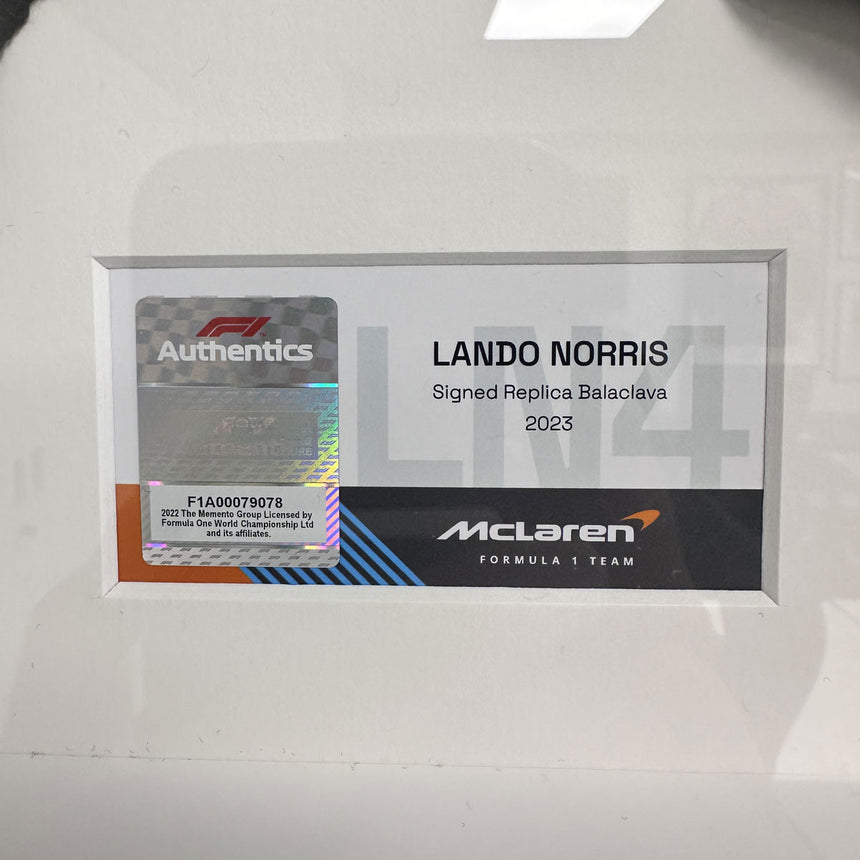 F1
Authentics
F1A00079078
2022 The Memento Group Licensed by
Formula One World Championship Ltd
and its affiliates.
LN4
LANDO NORRIS
Signed Replica Balaclava
2023
McLaren
FORMULA 1 TEAM